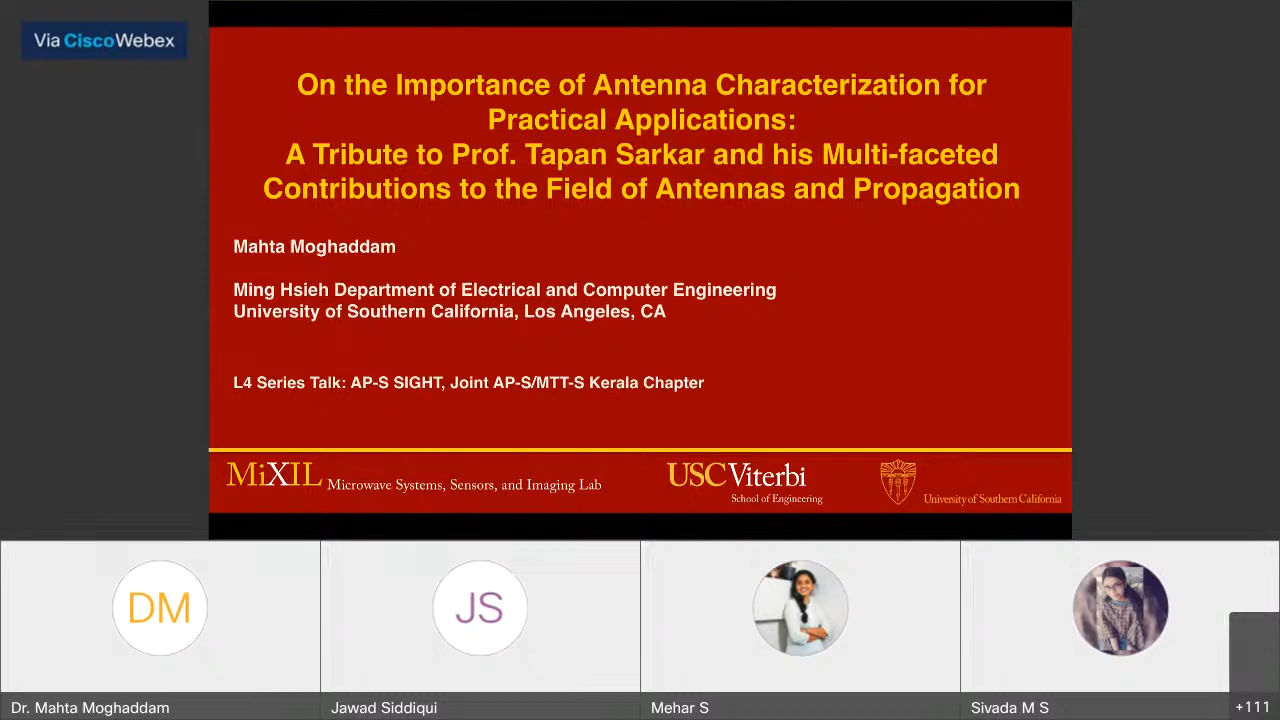 Via CiscoWebex
On the Importance of Antenna Characterization for
Practical Applications:
A Tribute to Prof. Tapan Sarkar and his Multi-faceted
Contributions to the Field of Antennas and Propagation
Mahta Moghaddam
Ming Hsieh Department of Electrical and Computer Engineering
University of Southern California, Los Angeles, CA
L4 Series Talk: AP-S SIGHT, Joint AP-S/MTT-S Kerala Chapter
MiXIL Microwave Systems, Sensors, and Imaging Lab
USC Viterbi
School of Engineering
University of Southern California
DM
JS
Dr. Mahta Moghaddam
Jawad Siddiqui
Mehar S
Sivada M S
+111